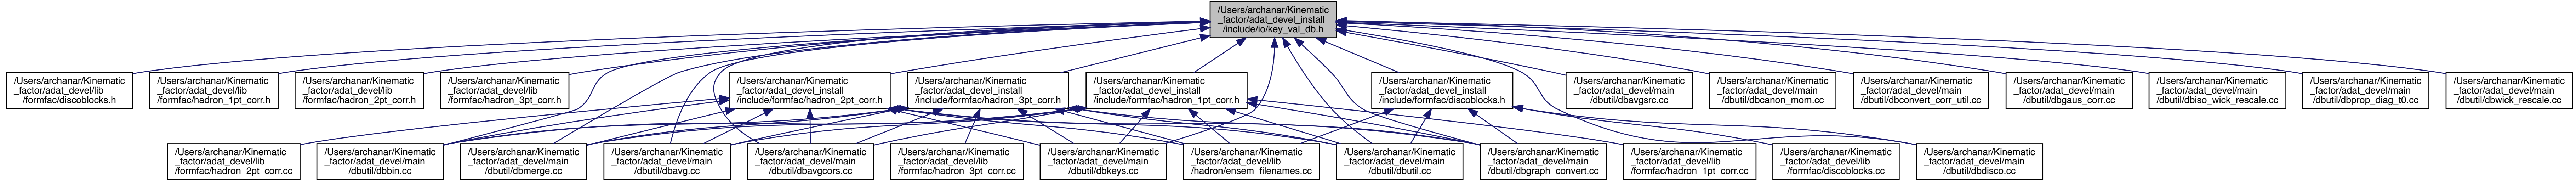 /Users/archanar/Kinematic
_factor/adat_devel_install
/include/io/key_val_db.h
/Users/archanar/Kinematic
_factor/adat_devel/lib
/formfac/discoblocks.h
/Users/archanar/Kinematic
_factor/adat_devel/lib
/formfac/hadron_1pt_corr.h
/Users/archanar/Kinematic
_factor/adat_devel/lib
/formfac/hadron_2pt_corr.h
/Users/archanar/Kinematic
_factor/adat_devel/lib
/formfac/hadron_3pt_corr.h
/Users/archanar/Kinematic
_factor/adat_devel_install
/include/formfac/hadron_2pt_corr.h
/Users/archanar/Kinematic
_factor/adat_devel_install
/include/formfac/hadron_3pt_corr.h
/Users/archanar/Kinematic
_factor/adat_devel_install
/include/formfac/hadron_1pt_corr.h
/Users/archanar/Kinematic
_factor/adat_devel_install
/include/formfac/discoblocks.h
/Users/archanar/Kinematic
_factor/adat_devel/main
/dbutil/dbavgsrc.cc
/Users/archanar/Kinematic
_factor/adat_devel/main
/dbutil/dbcanon_mom.cc
/Users/archanar/Kinematic
_factor/adat_devel/main
/dbutil/dbconvert_corr_util.cc
/Users/archanar/Kinematic
_factor/adat_devel/main
/dbutil/dbgaus_corr.cc
/Users/archanar/Kinematic
_factor/adat_devel/main
/dbutil/dbiso_wick_rescale.cc
/Users/archanar/Kinematic
_factor/adat_devel/main
/dbutil/dbprop_diag_t0.cc
/Users/archanar/Kinematic
_factor/adat_devel/main
/dbutil/dbwick_rescale.cc
/Users/archanar/Kinematic
_factor/adat_devel/lib
/formfac/hadron_2pt_corr.cc
/Users/archanar/Kinematic
_factor/adat_devel/main
/dbutil/dbbin.cc
/Users/archanar/Kinematic
_factor/adat_devel/main
/dbutil/dbmerge.cc
/Users/archanar/Kinematic
_factor/adat_devel/main
/dbutil/dbavg.cc
/Users/archanar/Kinematic
_factor/adat_devel/main
/dbutil/dbavgcors.cc
/Users/archanar/Kinematic
_factor/adat_devel/lib
/formfac/hadron_3pt_corr.cc
/Users/archanar/Kinematic
_factor/adat_devel/main
/dbutil/dbkeys.cc
/Users/archanar/Kinematic
_factor/adat_devel/lib
/hadron/ensem_filenames.cc
/Users/archanar/Kinematic
_factor/adat_devel/main
/dbutil/dbutil.cc
/Users/archanar/Kinematic
_factor/adat_devel/main
/dbutil/dbgraph_convert.cc
/Users/archanar/Kinematic
_factor/adat_devel/lib
/formfac/hadron_1pt_corr.cc
/Users/archanar/Kinematic
_factor/adat_devel/lib
/formfac/discoblocks.cc
/Users/archanar/Kinematic
_factor/adat_devel/main
/dbutil/dbdisco.cc